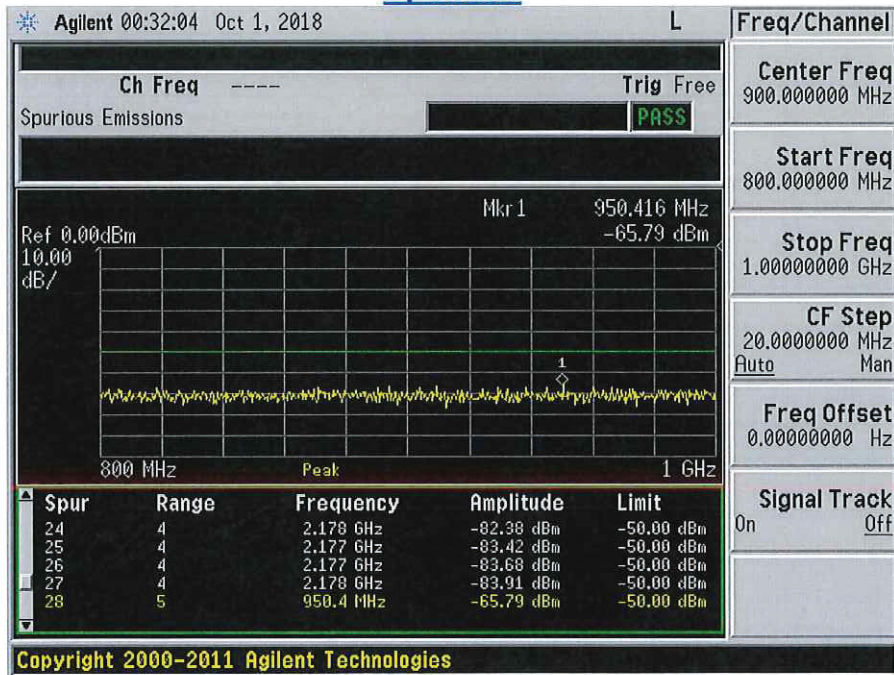 Agilent 00:32:04 Oct 1, 2018 L
Ch Freq ---- Trig Free
Spurious Emissions PASS
Mkr1 950.416 MHz
Ref 0.00dBm -65.79 dBm
10.00
dB/
1
800 MHz Peak 1 GHz
Spur Range Frequency Amplitude Limit
24 4 2.178 GHz -82.38 dBm -50.00 dBm
25 4 2.177 GHz -83.42 dBm -50.00 dBm
26 4 2.177 GHz -83.68 dBm -50.00 dBm
27 4 2.178 GHz -83.91 dBm -50.00 dBm
28 5 950.4 MHz -65.79 dBm -50.00 dBm
Copyright 2000-2011 Agilent Technologies
Freq/Channel
Center Freq
900.000000 MHz
Start Freq
800.000000 MHz
Stop Freq
1.00000000 GHz
CF Step
20.0000000 MHz
Auto Man
Freq Offset
0.00000000 Hz
Signal Track
On Off